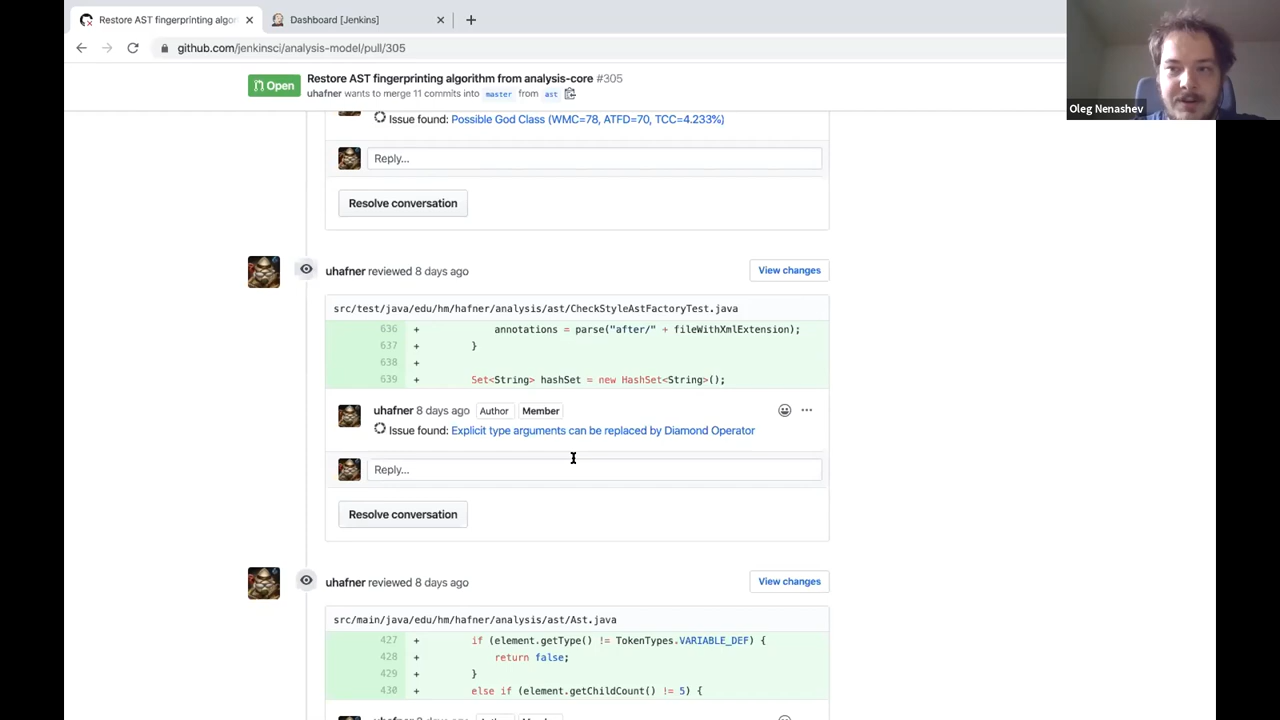 Restore AST fingerprinting algor
Dashboard [Jenkins]
github.com/jenkinsci/analysis-model/pull/305
Oleg Nenashev
Open
Restore AST fingerprinting algorithm from analysis-core #305
uhafner wants to merge 11 commits into master from ast
Issue found: Possible God Class (WMC=78, ATFD=70, TCC=4.233%)
Reply...
Resolve conversation
uhafner reviewed 8 days ago
View changes
src/test/java/edu/hm/hafner/analysis/ast/CheckStyleAstFactoryTest.java
636 + annotations = parse("after/" + fileWithXmlExtension);
637 + }
638 +
639 + Set<String> hashSet = new HashSet<String>();
uhafner 8 days ago Author Member
Issue found: Explicit type arguments can be replaced by Diamond Operator
Reply...
Resolve conversation
uhafner reviewed 8 days ago
View changes
src/main/java/edu/hm/hafner/analysis/ast/Ast.java
427 + if (element.getType() != TokenTypes.VARIABLE_DEF) {
428 + return false;
429 + }
430 + else if (element.getChildCount() != 5) {